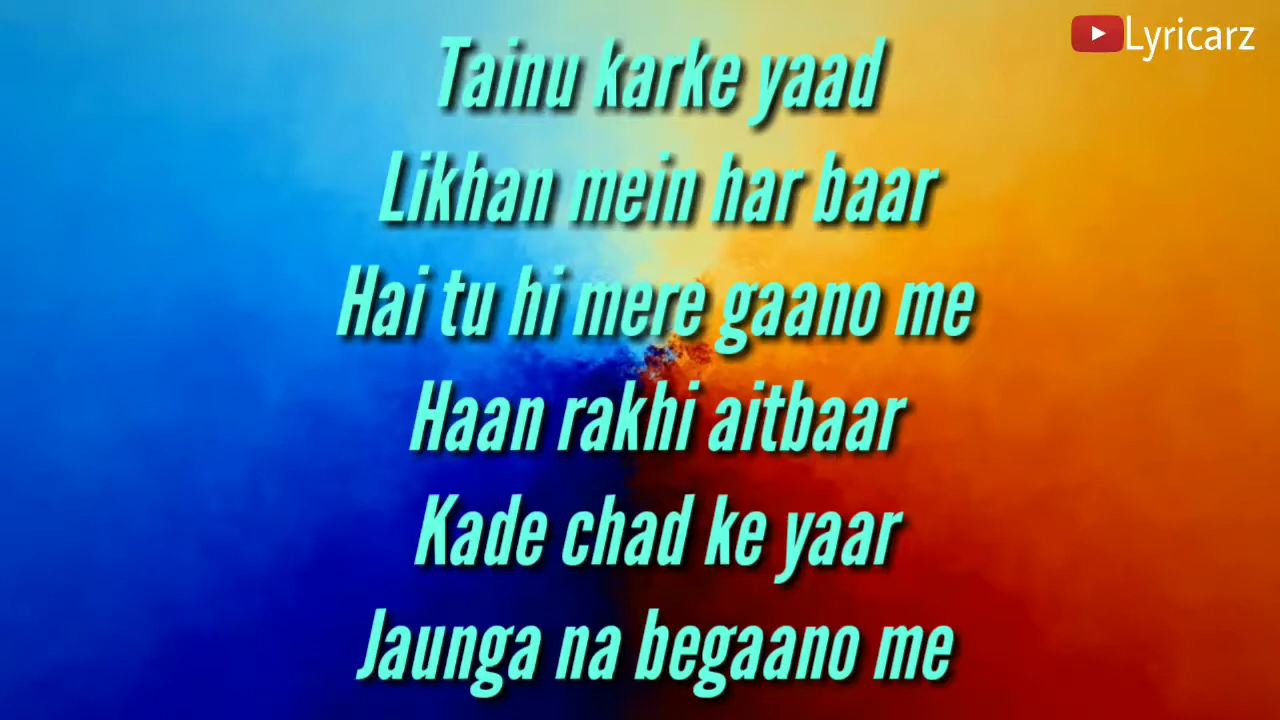 Lyricarz
Tainu karke yaad
Likhan mein har baar
Hai tu hi mere gaano me
Haan rakhi aitbaar
Kade chad ke yaar
Jaunga na begaano me